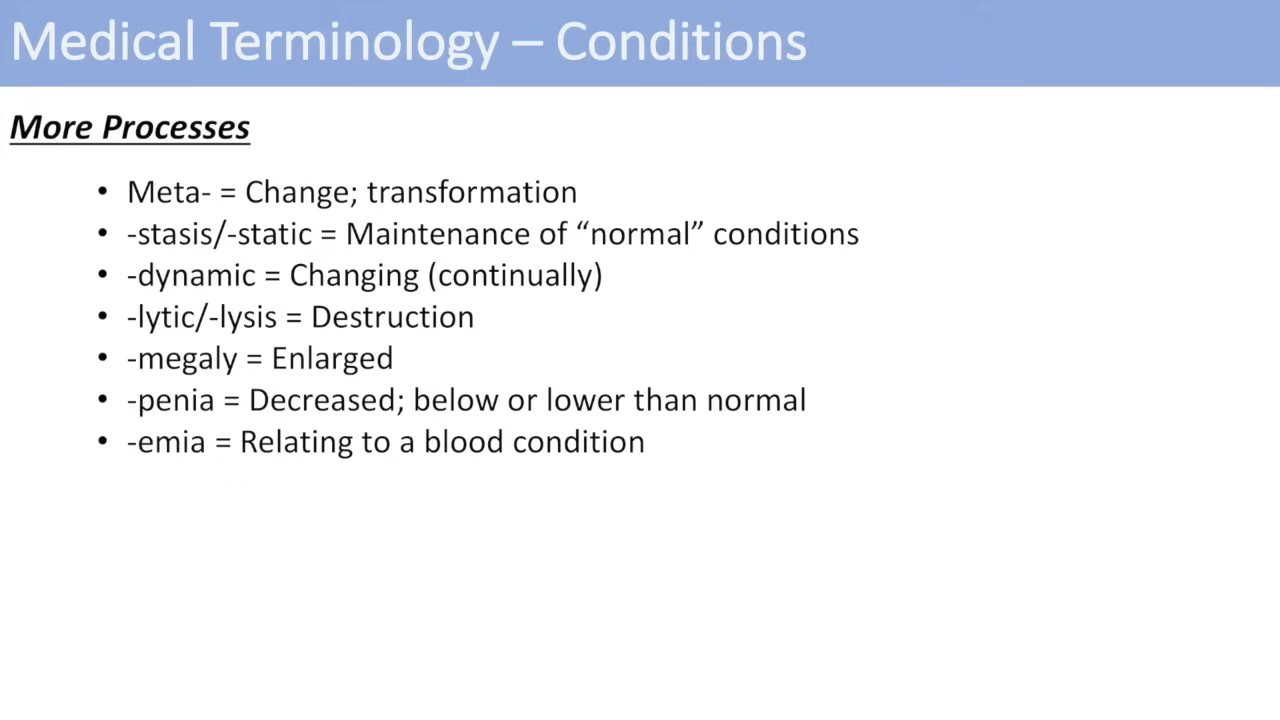 Medical Terminology – Conditions
More Processes
• Meta- = Change; transformation
• -stasis/-static = Maintenance of “normal” conditions
• -dynamic = Changing (continually)
• -lytic/-lysis = Destruction
• -megaly = Enlarged
• -penia = Decreased; below or lower than normal
• -emia = Relating to a blood condition